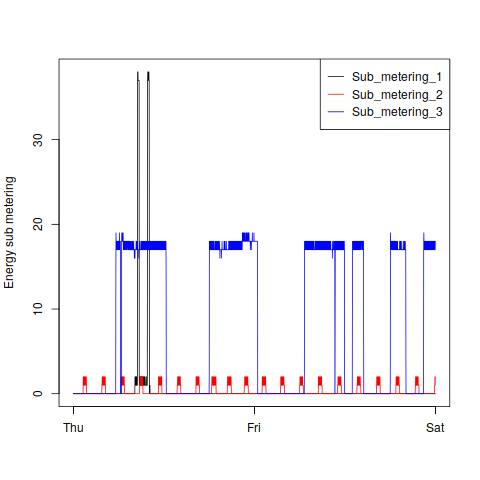 Sub_metering_1
Sub_metering_2
Sub_metering_3
Energy sub metering
30
20
10
0
Thu Fri Sat